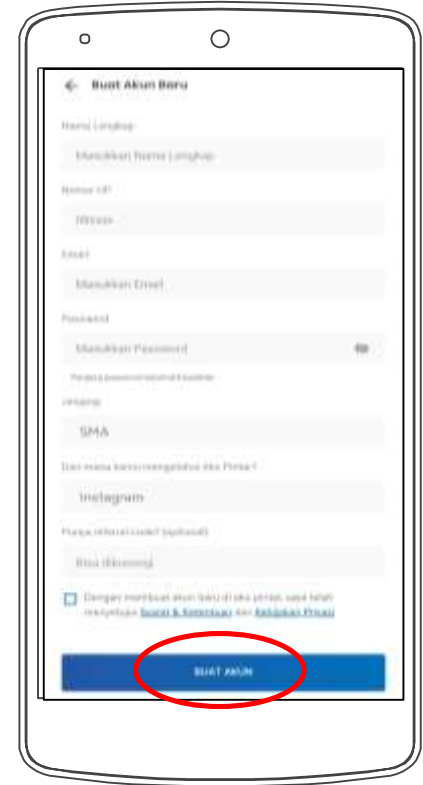 Buat Akun Baru
Nama Lengkap
Masukkan Nama Lengkap
Nomor HP
Email
Masukkan Email
Password
Masukkan Password
Jenjang
SMA
Dari mana kamu mengetahui Aku Pintar?
Instagram
Punya referral code? (optional)
Bisa dikosongi
Dengan membuat akun baru di aku pintar, saya telah
menyetujui Syarat & Ketentuan dan Kebijakan Privasi
BUAT AKUN